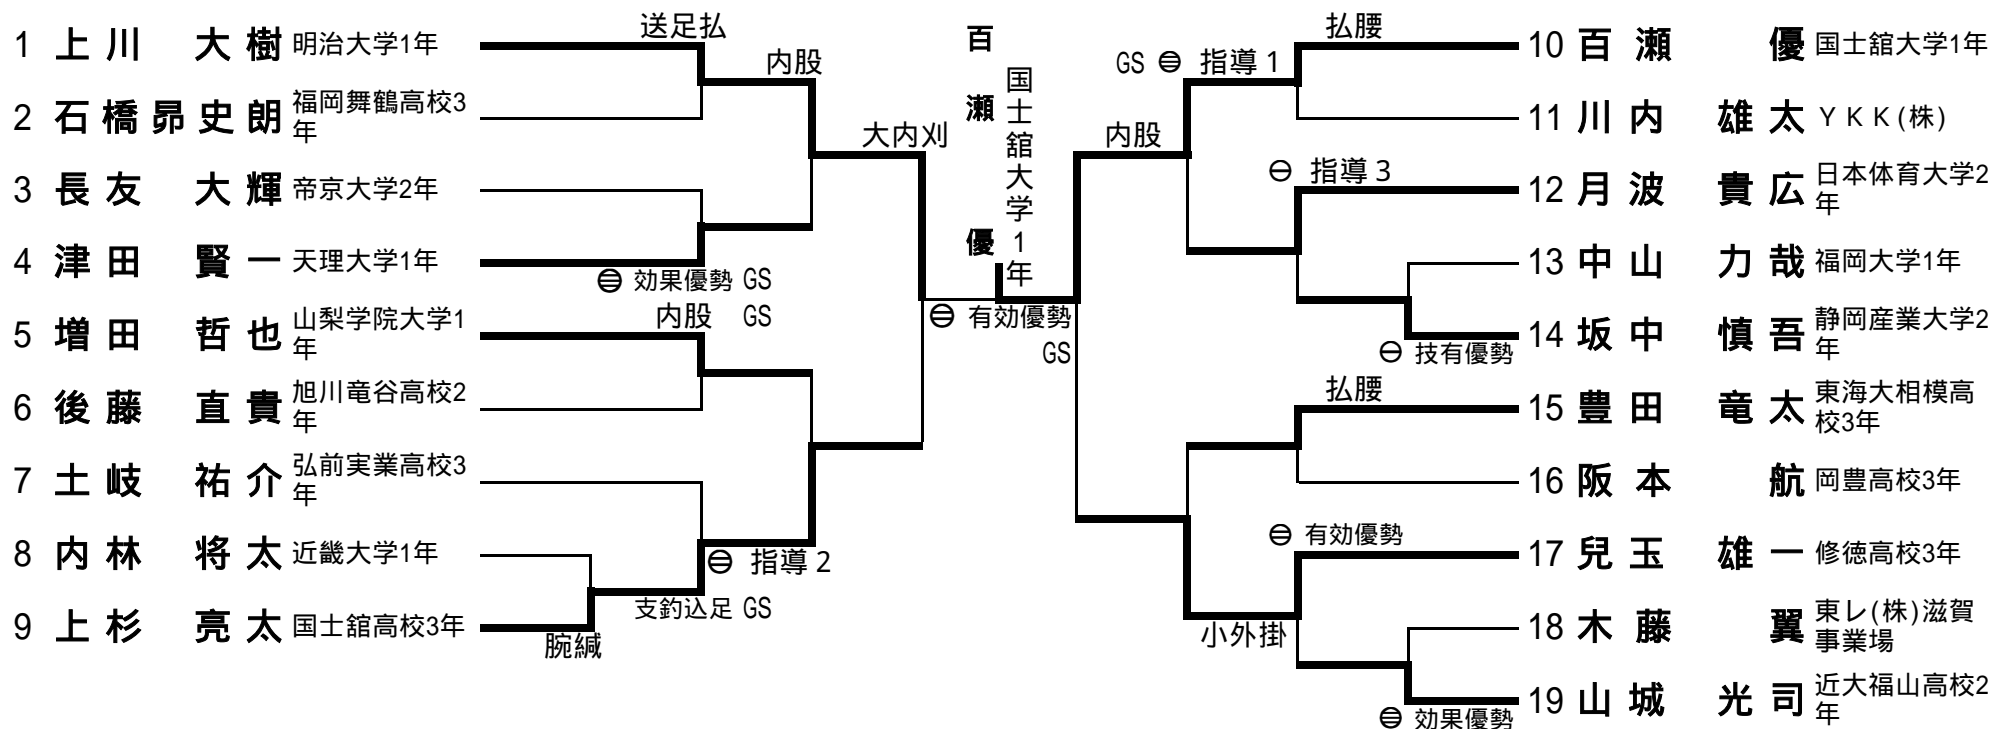 1 上川 大樹 明治大学1年
2 石橋昂史朗 福岡舞鶴高校3
年
3 長友 大輝 帝京大学2年
4 津田 賢一 天理大学1年
5 増田 哲也 山梨学院大学1
年
6 後藤 直貴 旭川竜谷高校2
年
7 土岐 祐介 弘前実業高校3
年
8 内林 将太 近畿大学1年
9 上杉 亮太 国士舘高校3年
送足払
内股
大内刈
㊂ 効果優勢 GS
内股 GS
㊂ 指導2
支釣込足 GS
腕緘
百瀬 優
国士舘大学1年
㊂ 有効優勢
GS
払腰
GS ㊂ 指導1
内股
㊀ 指導3
㊀ 技有優勢
払腰
㊁ 有効優勢
小外掛
㊂ 効果優勢
10 百瀬 優 国士舘大学1年
11 川内 雄太 YKK(株)
12 月波 貴広 日本体育大学2
年
13 中山 力哉 福岡大学1年
14 坂中 慎吾 静岡産業大学2
年
15 豊田 竜太 東海大相模高
校3年
16 阪本 航 岡豊高校3年
17 兒玉 雄一 修徳高校3年
18 木藤 翼 東レ(株)滋賀
事業場
19 山城 光司 近大福山高校2
年